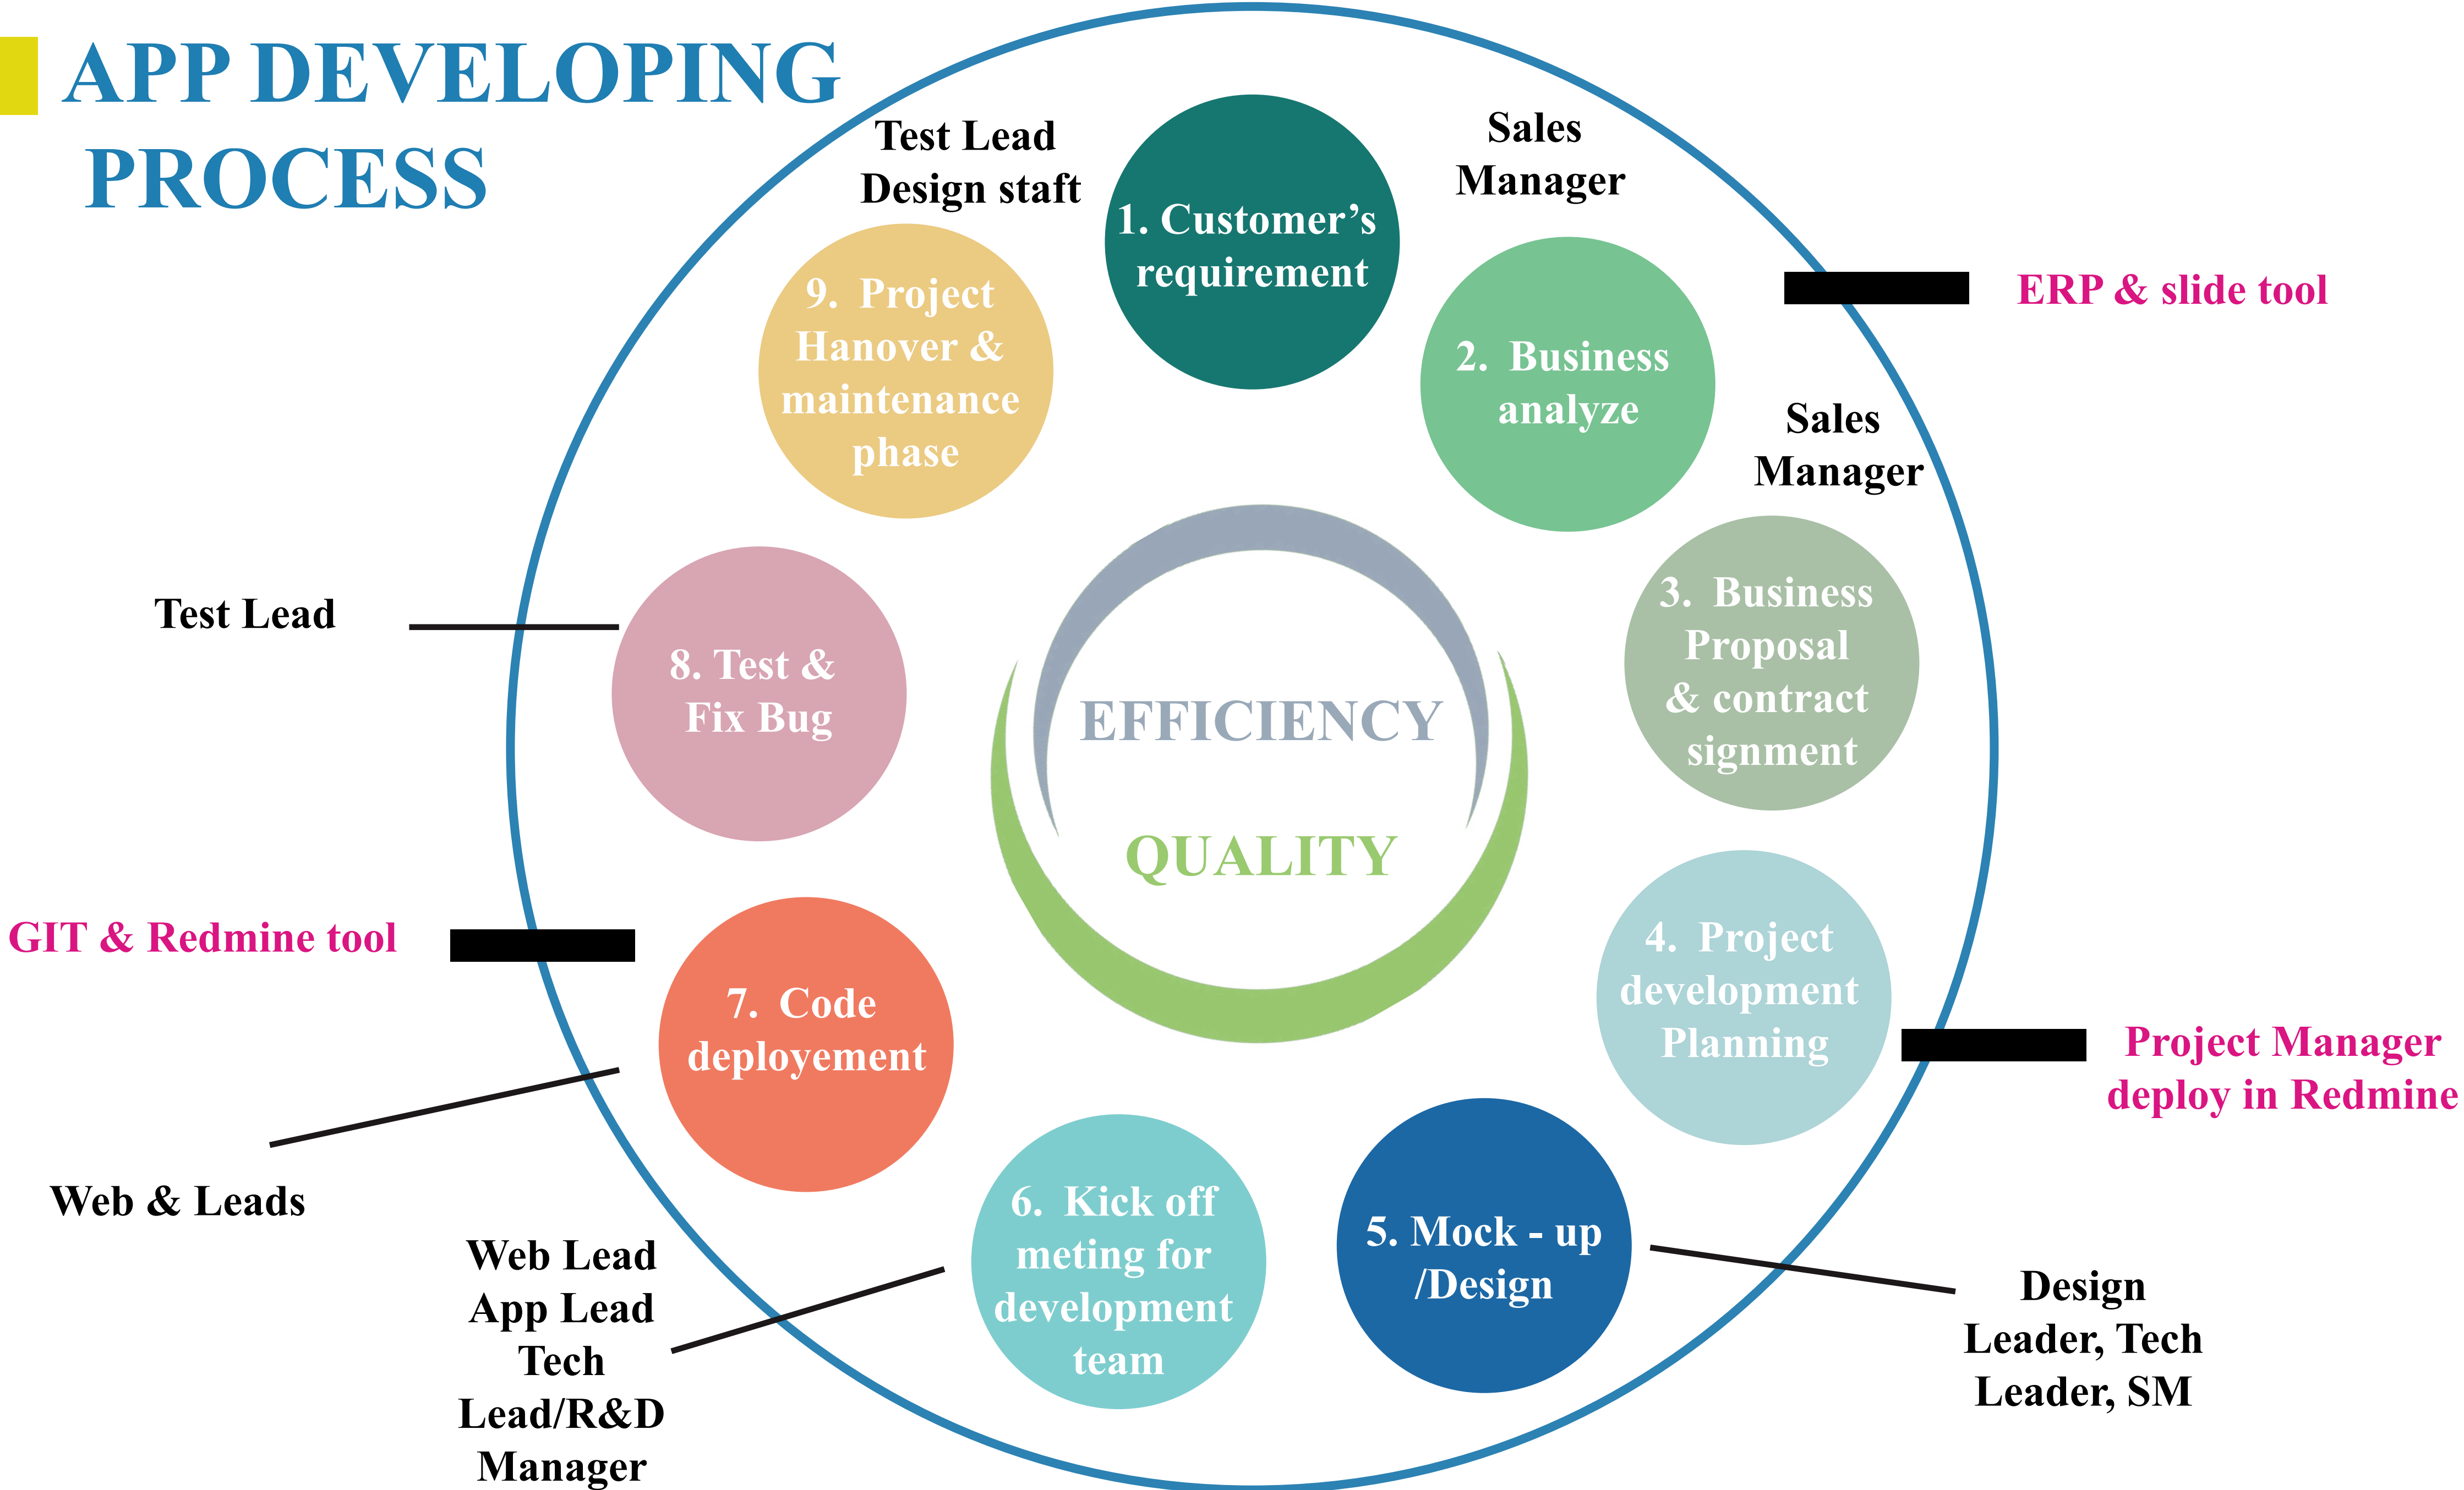 APP DEVELOPING
PROCESS
Test Lead
Design staft
1. Customer’s
requirement
Sales
Manager
2. Business
analyze
ERP & slide tool
Sales
Manager
3. Business
Proposal
& contract
signment
4. Project
development
Planning
Project Manager
deploy in Redmine
5. Mock - up
/Design
Design
Leader, Tech
Leader, SM
6. Kick off
meting for
development
team
Web Lead
App Lead
Tech
Lead/R&D
Manager
7. Code
deployement
GIT & Redmine tool
Web & Leads
8. Test &
Fix Bug
Test Lead
9. Project
Hanover &
maintenance
phase
EFFICIENCY
QUALITY